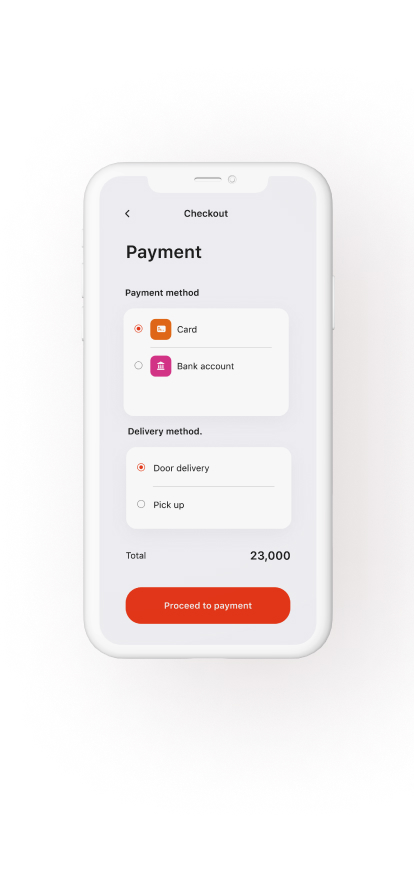 Checkout
Payment
Payment method
Card
Bank account
Delivery method.
Door delivery
Pick up
Total 23,000
Proceed to payment